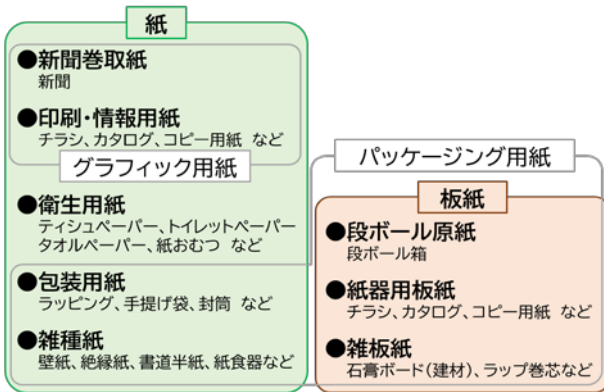 紙
●新聞巻取紙
新聞
●印刷・情報用紙
チラシ、カタログ、コピー用紙 など
グラフィック用紙
●衛生用紙
ティシュペーパー、トイレットペーパー
タオルペーパー、紙おむつ など
●包装用紙
ラッピング、手提げ袋、封筒 など
●雑種紙
壁紙、絶縁紙、書道半紙、紙食器など
パッケージング用紙
板紙
●段ボール原紙
段ボール箱
●紙器用板紙
チラシ、カタログ、コピー用紙 など
●雑板紙
石膏ボード(建材)、ラップ巻芯など